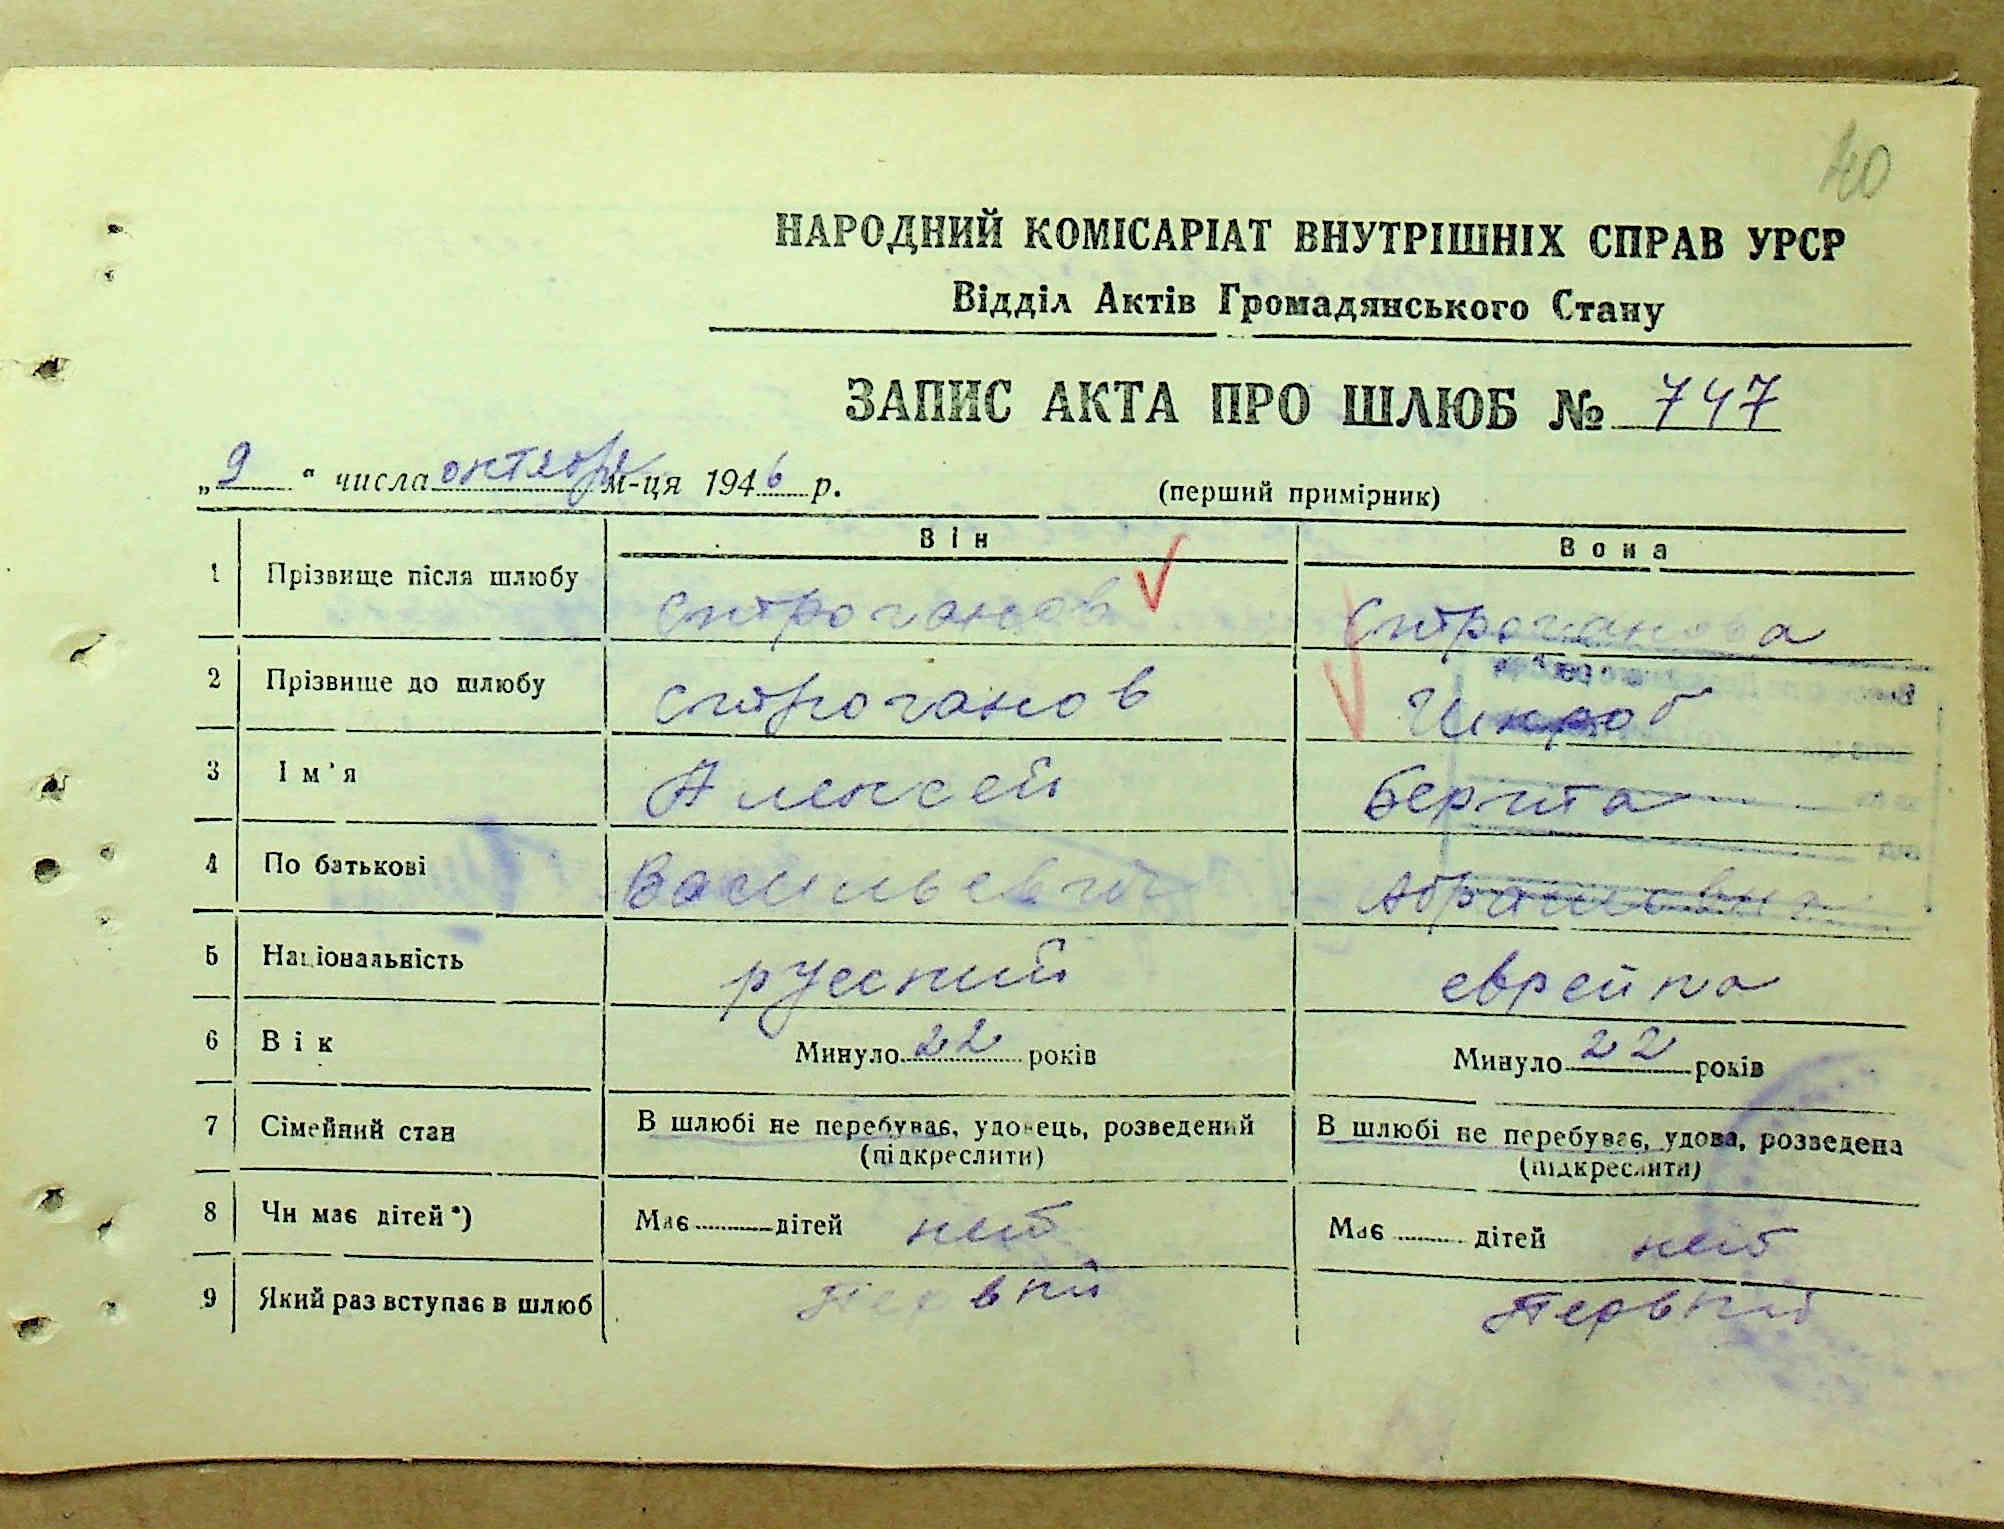 40
НАРОДНИЙ КОМІСАРІАТ ВНУТРІШНІХ СПРАВ УРСР
Відділ Актів Громадянського Стану
ЗАПИС АКТА ПРО ШЛЮБ № 747
„9" числа октября м-ця 1946 р. (перший примірник)
Він Вона
1 Прізвище після шлюбу Строганов Строганова
2 Прізвище до шлюбу Строганов Шкроб
3 Ім'я Алексей Берта
4 По батькові Васильевич Абрамовна
5 Національність русский еврейка
6 Вік Минуло 22 років Минуло 22 років
7 Сімейний стан В шлюбі не перебуває, удовець, розведений (підкреслити) В шлюбі не перебуває, удова, розведена (підкреслити)
8 Чи має дітей*) Має дітей нет Має дітей нет
9 Який раз вступає в шлюб Первый Первый